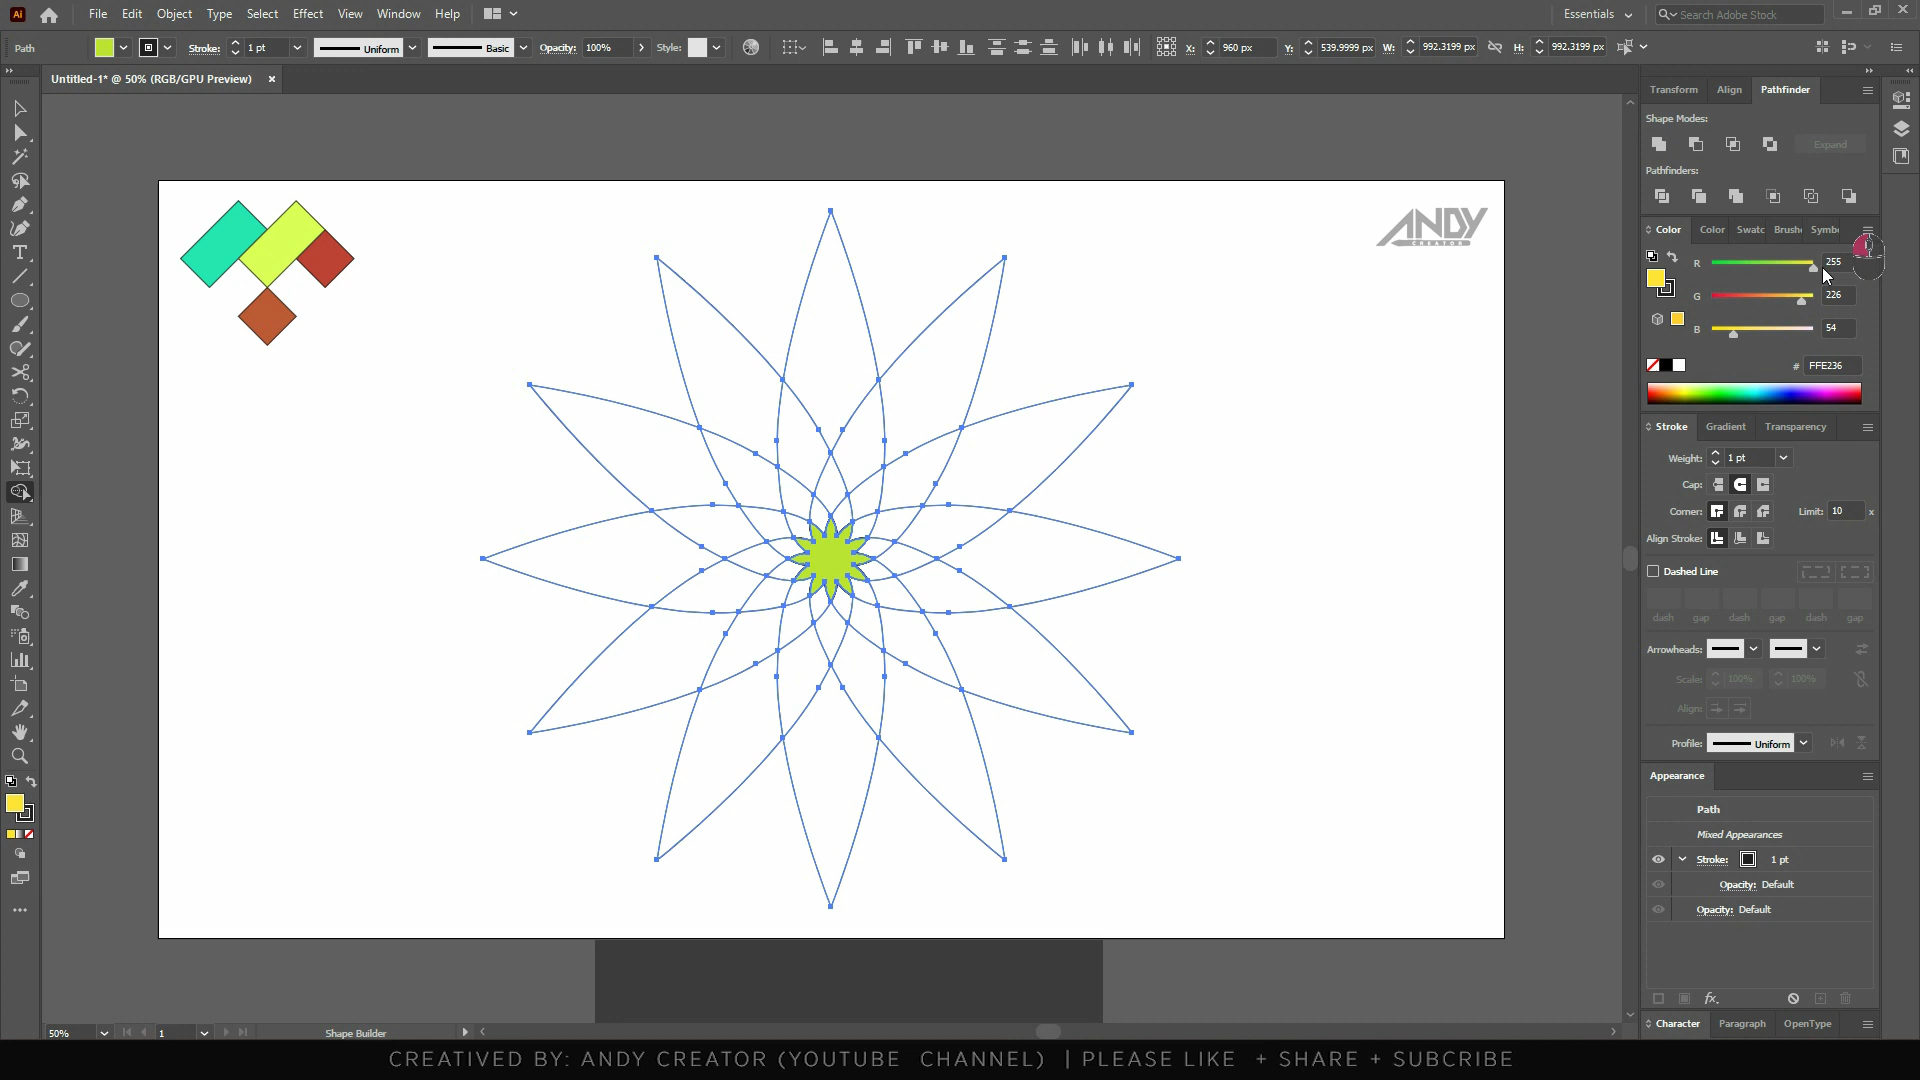 Ai File Edit Object Type Select Effect View Window Help Essentials Search Adobe Stock
Path Stroke: 1 pt Uniform Basic Opacity: 100% Style: X: 960 px Y: 539.9999 px W: 992.3199 px H: 992.3199 px
Untitled-1* @ 50% (RGB/GPU Preview) ×
Transform Align Pathfinder
Shape Modes:
Expand
Pathfinders:
Color Color Swatc Brushe Symbo
R 255
G 226
B 54
# FFE236
ANDY
CREATOR
Stroke Gradient Transparency
Weight: 1 pt
Cap:
Corner: Limit: 10 x
Align Stroke:
Dashed Line
dash gap dash gap dash gap
Arrowheads:
Scale: 100% 100%
Align:
Profile: Uniform
Appearance
Path
Mixed Appearances
Stroke: 1 pt
Opacity: Default
Opacity: Default
fx
Character Paragraph OpenType
50% 1 Shape Builder
CREATIVED BY: ANDY CREATOR (YOUTUBE CHANNEL) | PLEASE LIKE + SHARE + SUBCRIBE